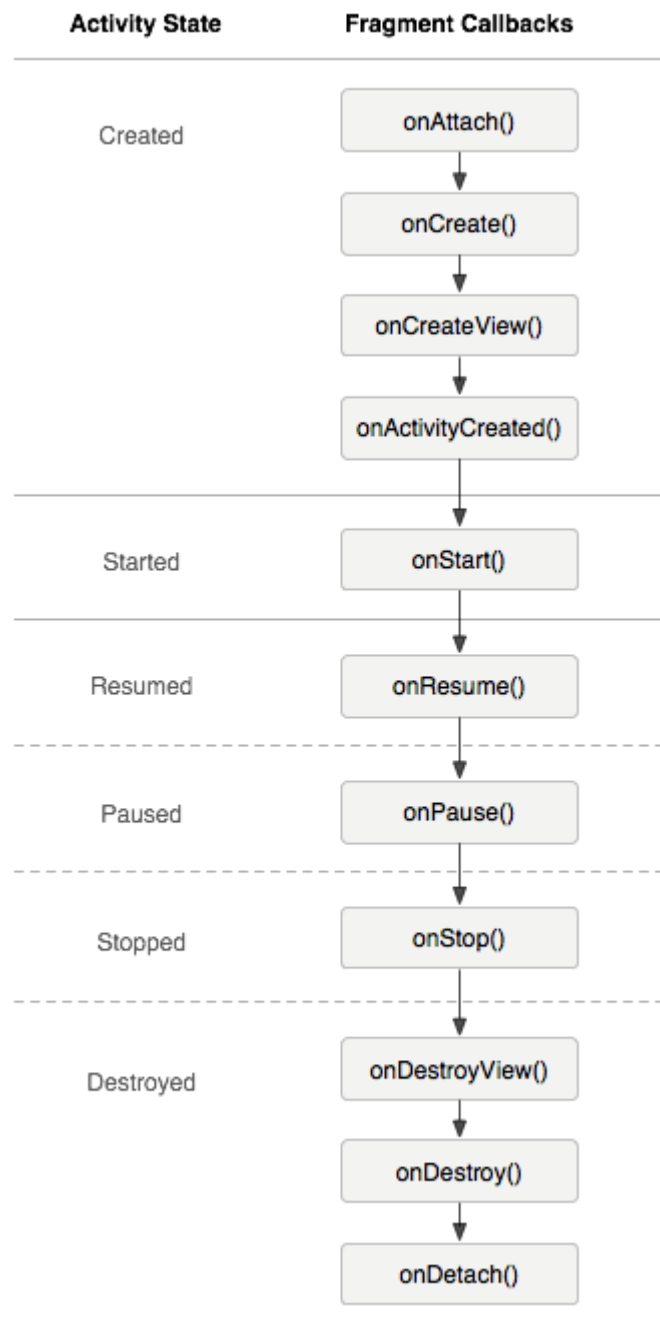 Activity State
Fragment Callbacks
Created
onAttach()
onCreate()
onCreateView()
onActivityCreated()
Started
onStart()
Resumed
onResume()
Paused
onPause()
Stopped
onStop()
Destroyed
onDestroyView()
onDestroy()
onDetach()